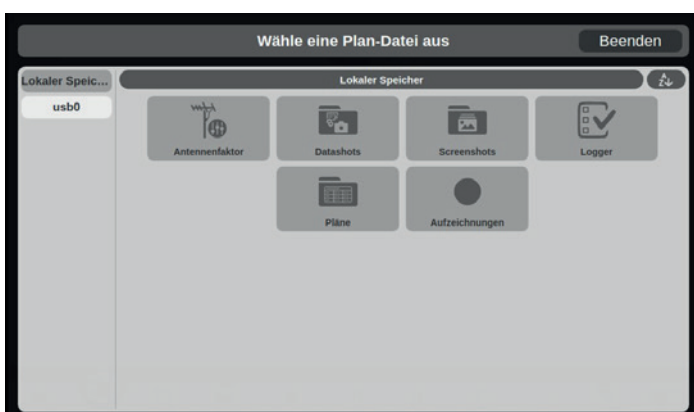 Wähle eine Plan-Datei aus
Beenden
Lokaler Speic...
Lokaler Speicher
usb0
Antennenfaktor
Datashots
Screenshots
Logger
Pläne
Aufzeichnungen